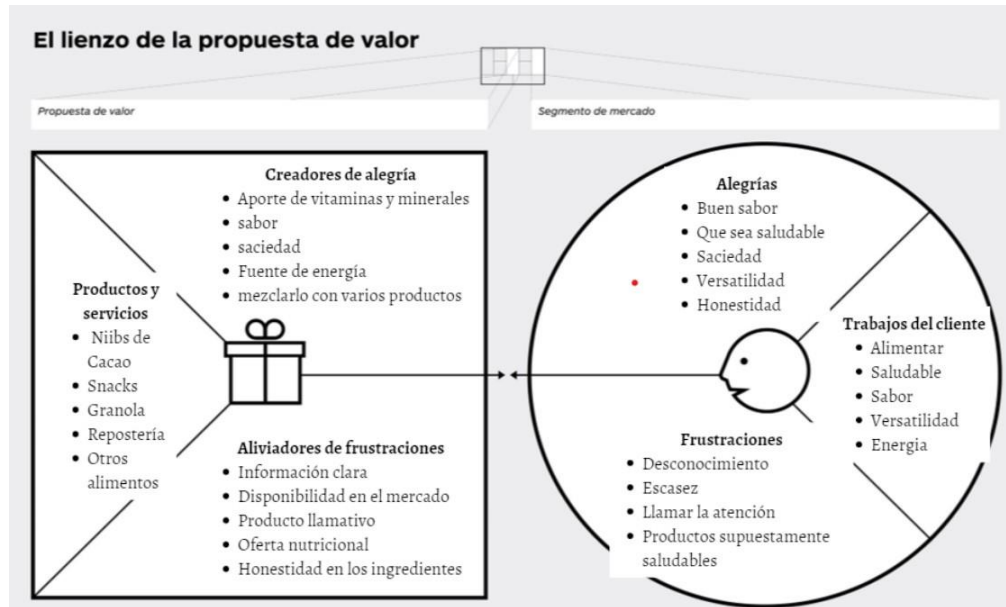 El lienzo de la propuesta de valor
Propuesta de valor
Segmento de mercado
Creadores de alegría
• Aporte de vitaminas y minerales
• sabor
• saciedad
• Fuente de energía
• mezclarlo con varios productos
Productos y
servicios
• Niibs de
Cacao
• Snacks
• Granola
• Repostería
• Otros
alimentos
Aliviadores de frustraciones
• Información clara
• Disponibilidad en el mercado
• Producto llamativo
• Oferta nutricional
• Honestidad en los ingredientes
Alegrías
• Buen sabor
• Que sea saludable
• Saciedad
• Versatilidad
• Honestidad
Trabajos del cliente
• Alimentar
• Saludable
• Sabor
• Versatilidad
• Energia
Frustraciones
• Desconocimiento
• Escasez
• Llamar la atención
• Productos supuestamente
saludables